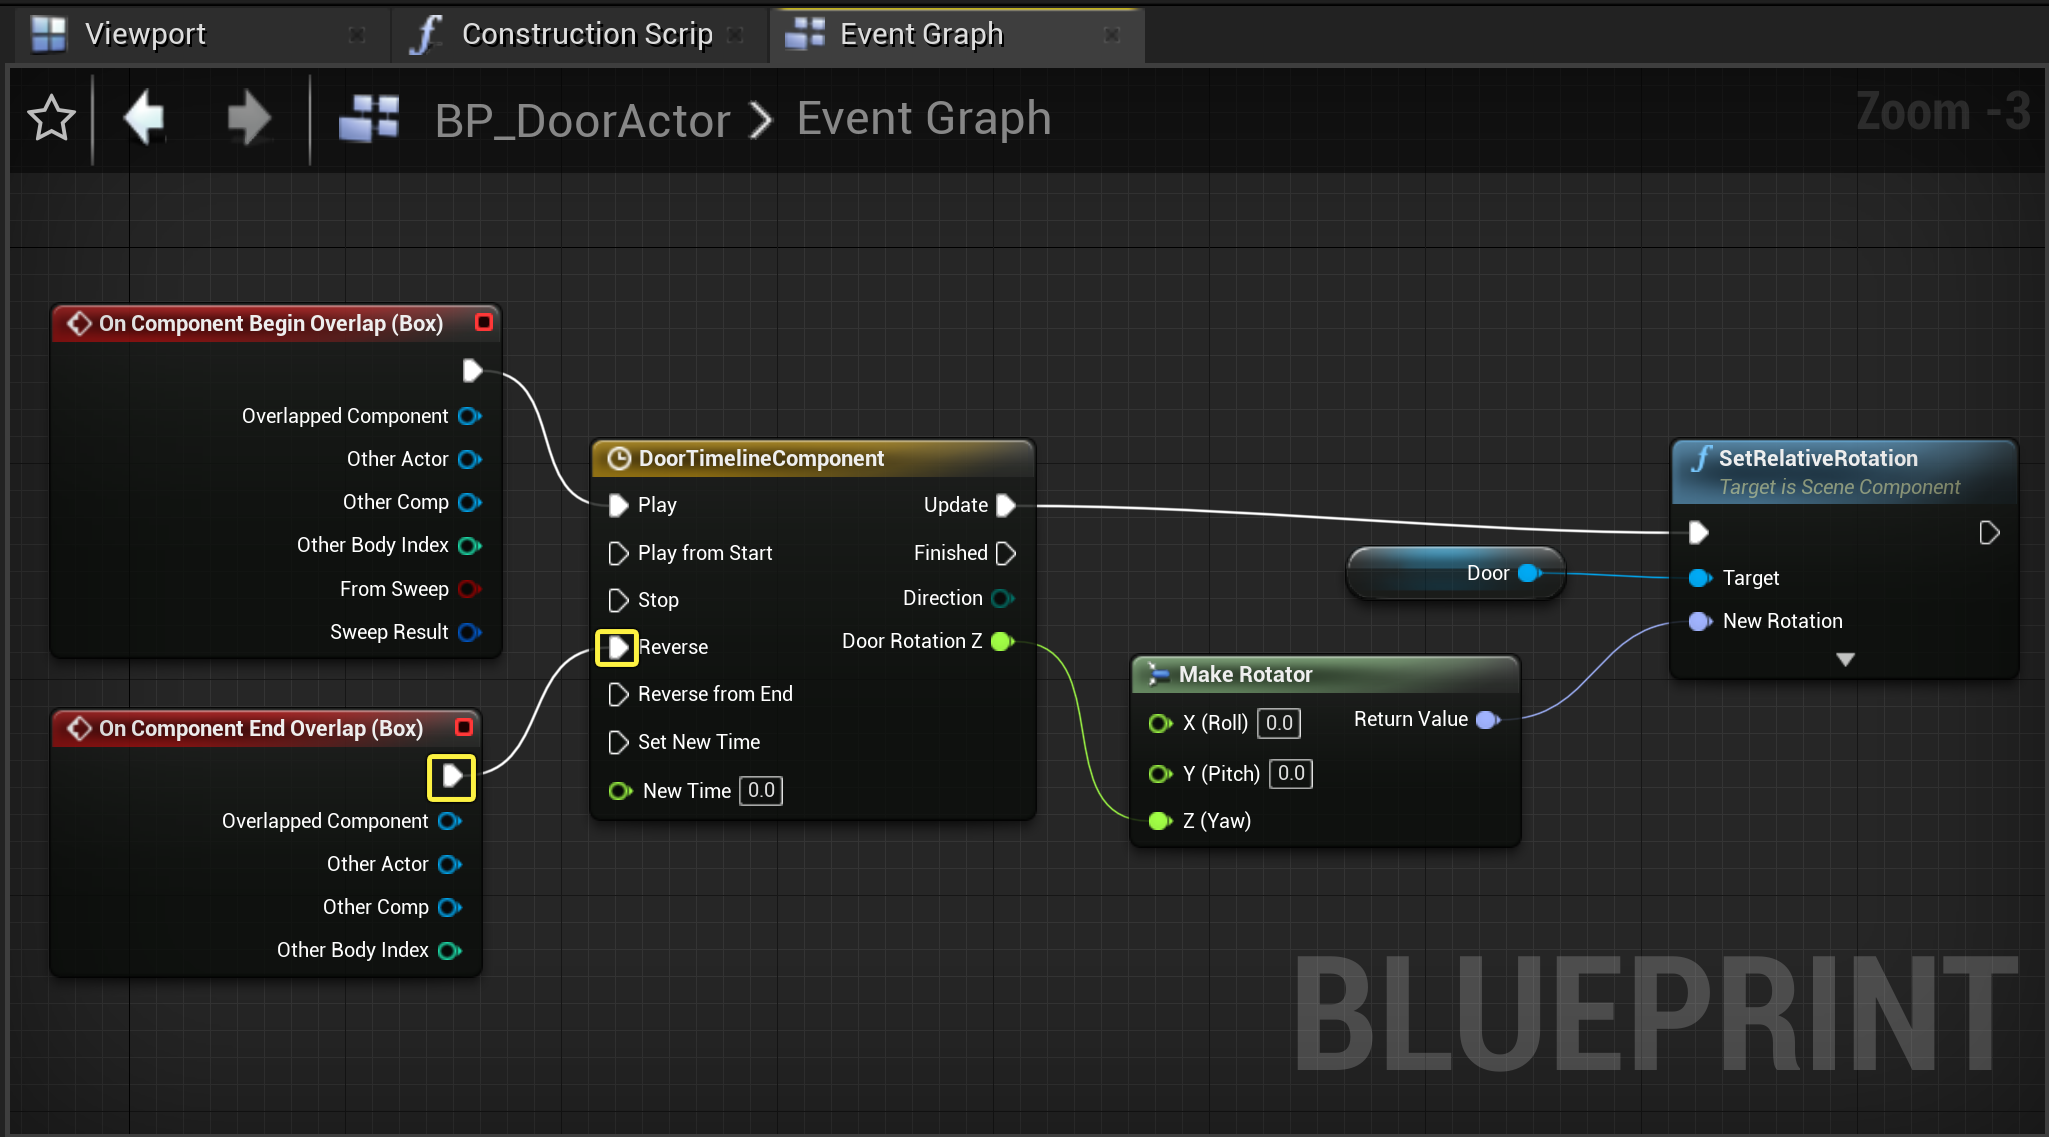 Viewport
Construction Scrip
Event Graph
BP_DoorActor
Event Graph
Zoom -3
On Component Begin Overlap (Box)
Overlapped Component
Other Actor
Other Comp
Other Body Index
From Sweep
Sweep Result
On Component End Overlap (Box)
Overlapped Component
Other Actor
Other Comp
Other Body Index
DoorTimelineComponent
Play
Update
Play from Start
Finished
Stop
Direction
Reverse
Door Rotation Z
Reverse from End
Set New Time
New Time 0.0
Door
Make Rotator
X (Roll) 0.0
Return Value
Y (Pitch) 0.0
Z (Yaw)
SetRelativeRotation
Target is Scene Component
Target
New Rotation
BLUEPRINT